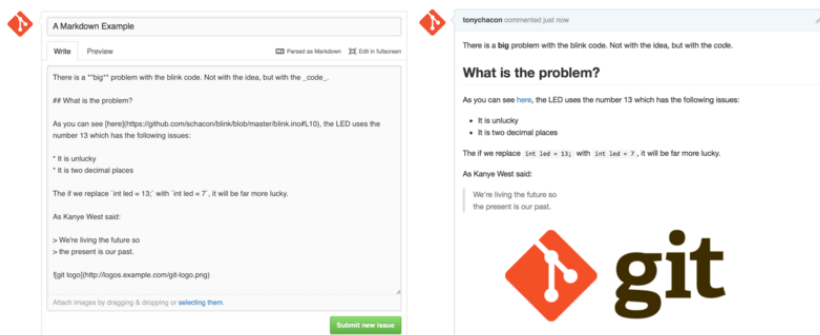 A Markdown Example
Write Preview Parsed as Markdown Edit in fullscreen
There is a **big** problem with the blink code. Not with the idea, but with the _code_.
## What is the problem?
As you can see [here](https://github.com/schacon/blink/blob/master/blink.ino#L10), the LED uses the
number 13 which has the following issues:
* It is unlucky
* It is two decimal places
The if we replace `int led = 13;` with `int led = 7`, it will be far more lucky.
As Kanye West said:
> We're living the future so
> the present is our past.
![git logo](http://logos.example.com/git-logo.png)
Attach images by dragging & dropping or selecting them.
Submit new issue
tonychacon commented just now
There is a big problem with the blink code. Not with the idea, but with the code.
What is the problem?
As you can see here, the LED uses the number 13 which has the following issues:
• It is unlucky
• It is two decimal places
The if we replace int led = 13; with int led = 7, it will be far more lucky.
As Kanye West said:
We're living the future so
the present is our past.
git